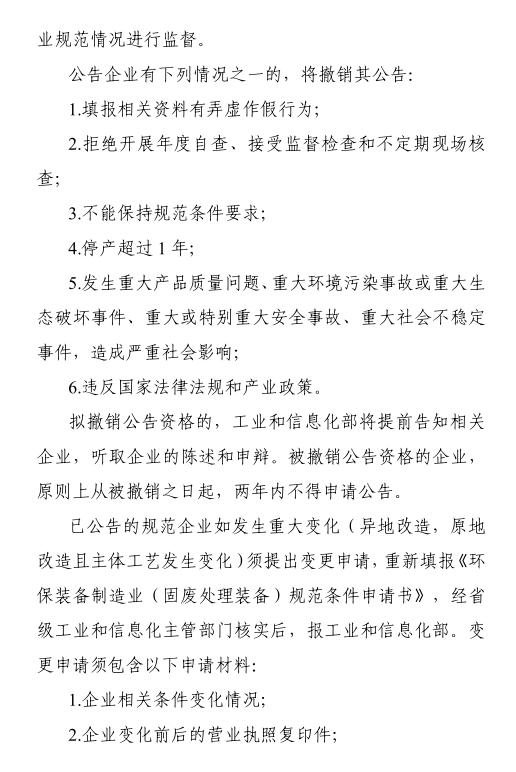 业规范情况进行监督。
公告企业有下列情况之一的，将撤销其公告：
1.填报相关资料有弄虚作假行为；
2.拒绝开展年度自查、接受监督检查和不定期现场核
查；
3.不能保持规范条件要求；
4.停产超过 1 年；
5.发生重大产品质量问题、重大环境污染事故或重大生
态破坏事件、重大或特别重大安全事故、重大社会不稳定
事件，造成严重社会影响；
6.违反国家法律法规和产业政策。
拟撤销公告资格的，工业和信息化部将提前告知相关
企业，听取企业的陈述和申辩。被撤销公告资格的企业，
原则上从被撤销之日起，两年内不得申请公告。
已公告的规范企业如发生重大变化（异地改造，原地
改造且主体工艺发生变化）须提出变更申请，重新填报《环
保装备制造业（固废处理装备）规范条件申请书》，经省
级工业和信息化主管部门核实后，报工业和信息化部。变
更申请须包含以下申请材料：
1.企业相关条件变化情况；
2.企业变化前后的营业执照复印件；